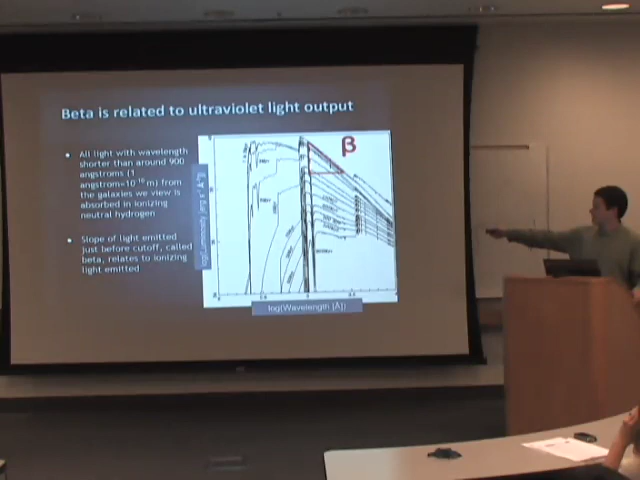 Beta is related to ultraviolet light output
• All light with wavelength
shorter than around 900
angstroms (1
angstrom=10⁻¹⁰m) from
the galaxies we view is
absorbed in ionizing
neutral hydrogen
• Slope of light emitted
just before cutoff, called
beta, relates to ionizing
light emitted
β
log(Wavelength [Å])